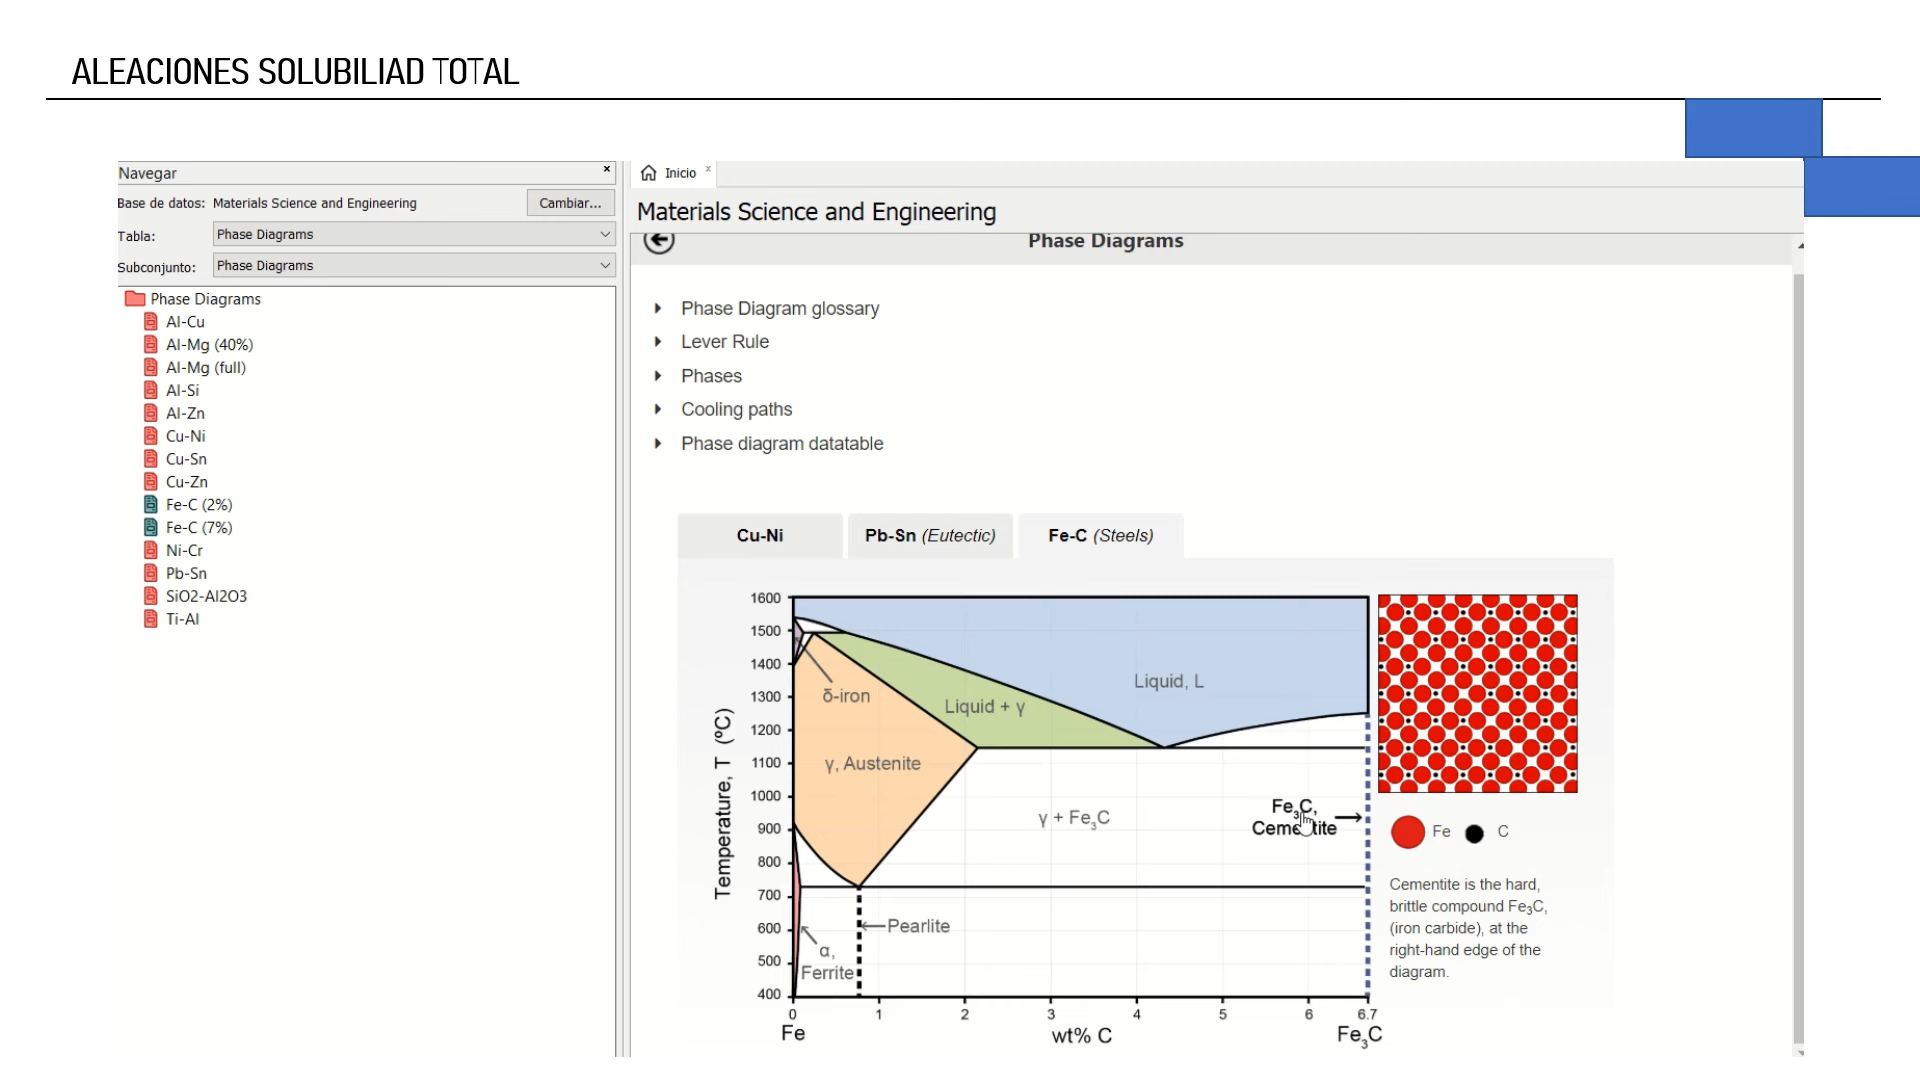 ALEACIONES SOLUBILIAD TOTAL
Navegar
Base de datos: Materials Science and Engineering Cambiar...
Tabla: Phase Diagrams
Subconjunto: Phase Diagrams
Phase Diagrams
Al-Cu
Al-Mg (40%)
Al-Mg (full)
Al-Si
Al-Zn
Cu-Ni
Cu-Sn
Cu-Zn
Fe-C (2%)
Fe-C (7%)
Ni-Cr
Pb-Sn
SiO2-Al2O3
Ti-Al
Inicio
Materials Science and Engineering
Phase Diagrams
Phase Diagram glossary
Lever Rule
Phases
Cooling paths
Phase diagram datatable
Cu-Ni
Pb-Sn (Eutectic)
Fe-C (Steels)
Temperature, T (ºC)
1600
1500
1400
1300
1200
1100
1000
900
800
700
600
500
400
δ-iron
Liquid, L
Liquid + γ
γ, Austenite
γ + Fe₃C
Fe₃C,
Cementite
Pearlite
α,
Ferrite
0 1 2 3 4 5 6 6.7
Fe wt% C Fe₃C
Fe C
Cementite is the hard,
brittle compound Fe₃C,
(iron carbide), at the
right-hand edge of the
diagram.